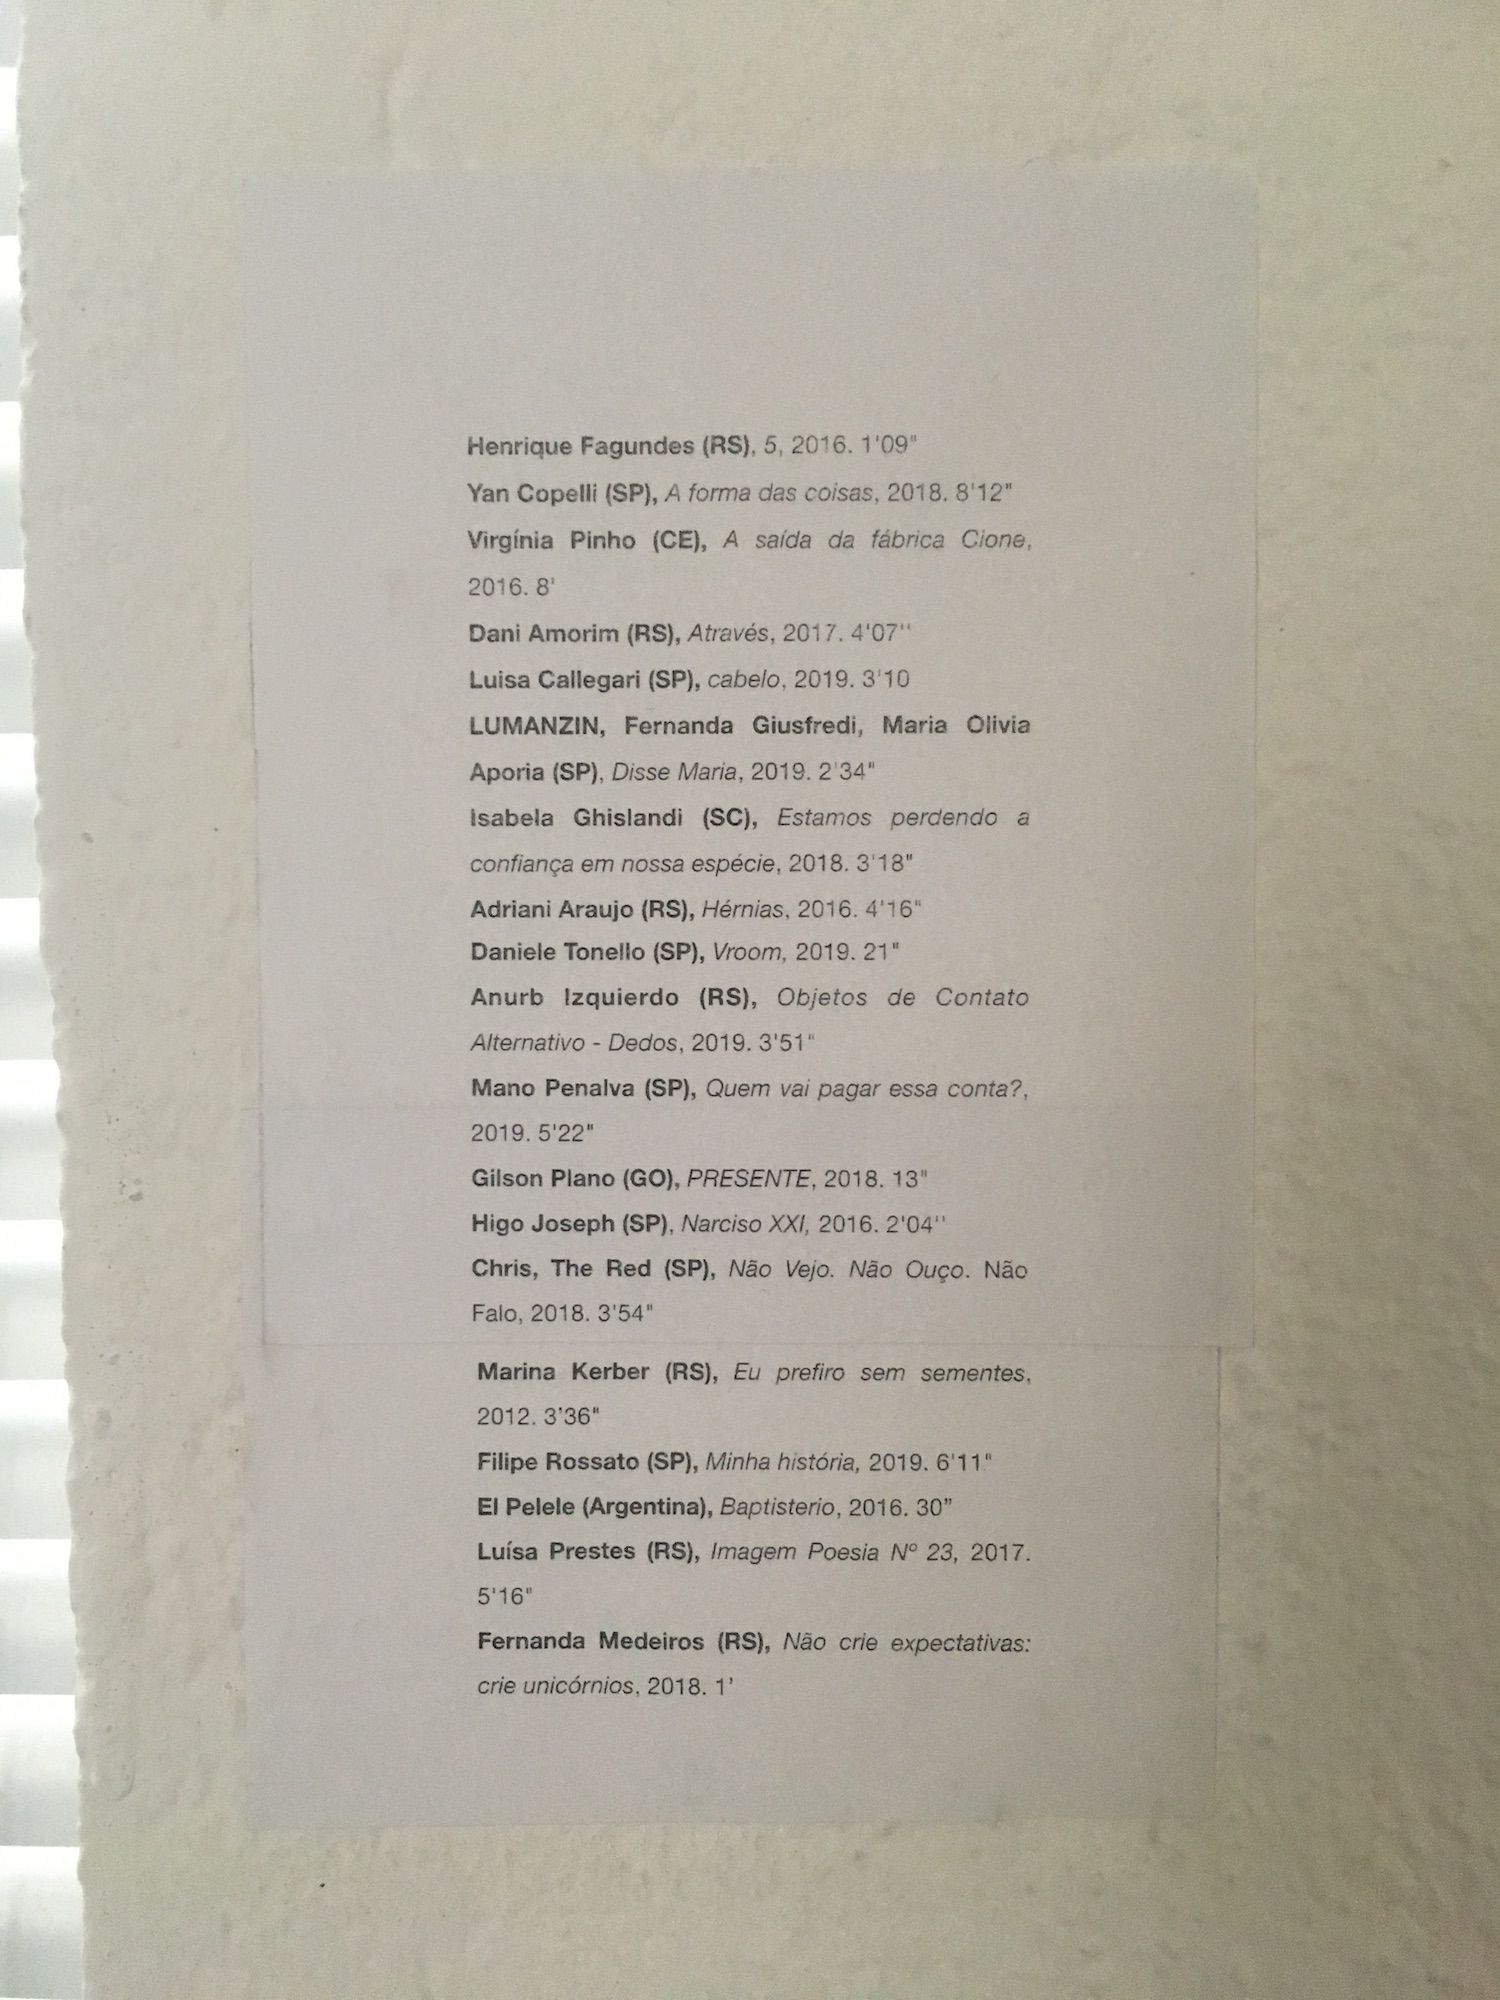 Henrique Fagundes (RS), 5, 2016. 1'09"
Yan Copelli (SP), A forma das coisas, 2018. 8'12"
Virgínia Pinho (CE), A saída da fábrica Cione,
2016. 8'
Dani Amorim (RS), Através, 2017. 4'07''
Luisa Callegari (SP), cabelo, 2019. 3'10
LUMANZIN, Fernanda Giusfredi, Maria Olivia
Aporia (SP), Disse Maria, 2019. 2'34"
Isabela Ghislandi (SC), Estamos perdendo a
confiança em nossa espécie, 2018. 3'18"
Adriani Araujo (RS), Hérnias, 2016. 4'16"
Daniele Tonello (SP), Vroom, 2019. 21"
Anurb Izquierdo (RS), Objetos de Contato
Alternativo - Dedos, 2019. 3'51"
Mano Penalva (SP), Quem vai pagar essa conta?,
2019. 5'22"
Gilson Plano (GO), PRESENTE, 2018. 13"
Higo Joseph (SP), Narciso XXI, 2016. 2'04''
Chris, The Red (SP), Não Vejo. Não Ouço. Não
Falo, 2018. 3'54"
Marina Kerber (RS), Eu prefiro sem sementes,
2012. 3’36"
Filipe Rossato (SP), Minha história, 2019. 6'11"
El Pelele (Argentina), Baptisterio, 2016. 30”
Luísa Prestes (RS), Imagem Poesia Nº 23, 2017.
5'16"
Fernanda Medeiros (RS), Não crie expectativas:
crie unicórnios, 2018. 1’